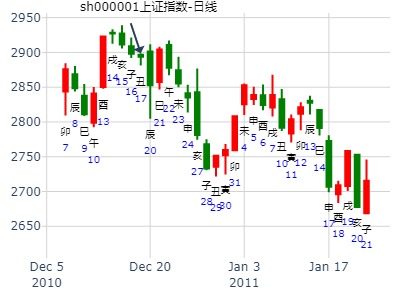 sh000001上证指数-日线
2950
2900
2850
2800
2750
2700
2650
卯
7
辰
8
巳
9
午
10
酉
13
戌
14
亥
15
子
16
丑
17
辰
20
巳
21
午
22
未
23
申
24
亥
27
子
28
丑
29
寅
30
卯
31
未
4
申
5
酉
6
戌
7
丑
10
寅
11
卯
12
辰
13
巳
14
申
17
酉
18
戌
19
亥
20
子
21
Dec 5
2010
Dec 20
Jan 3
2011
Jan 17